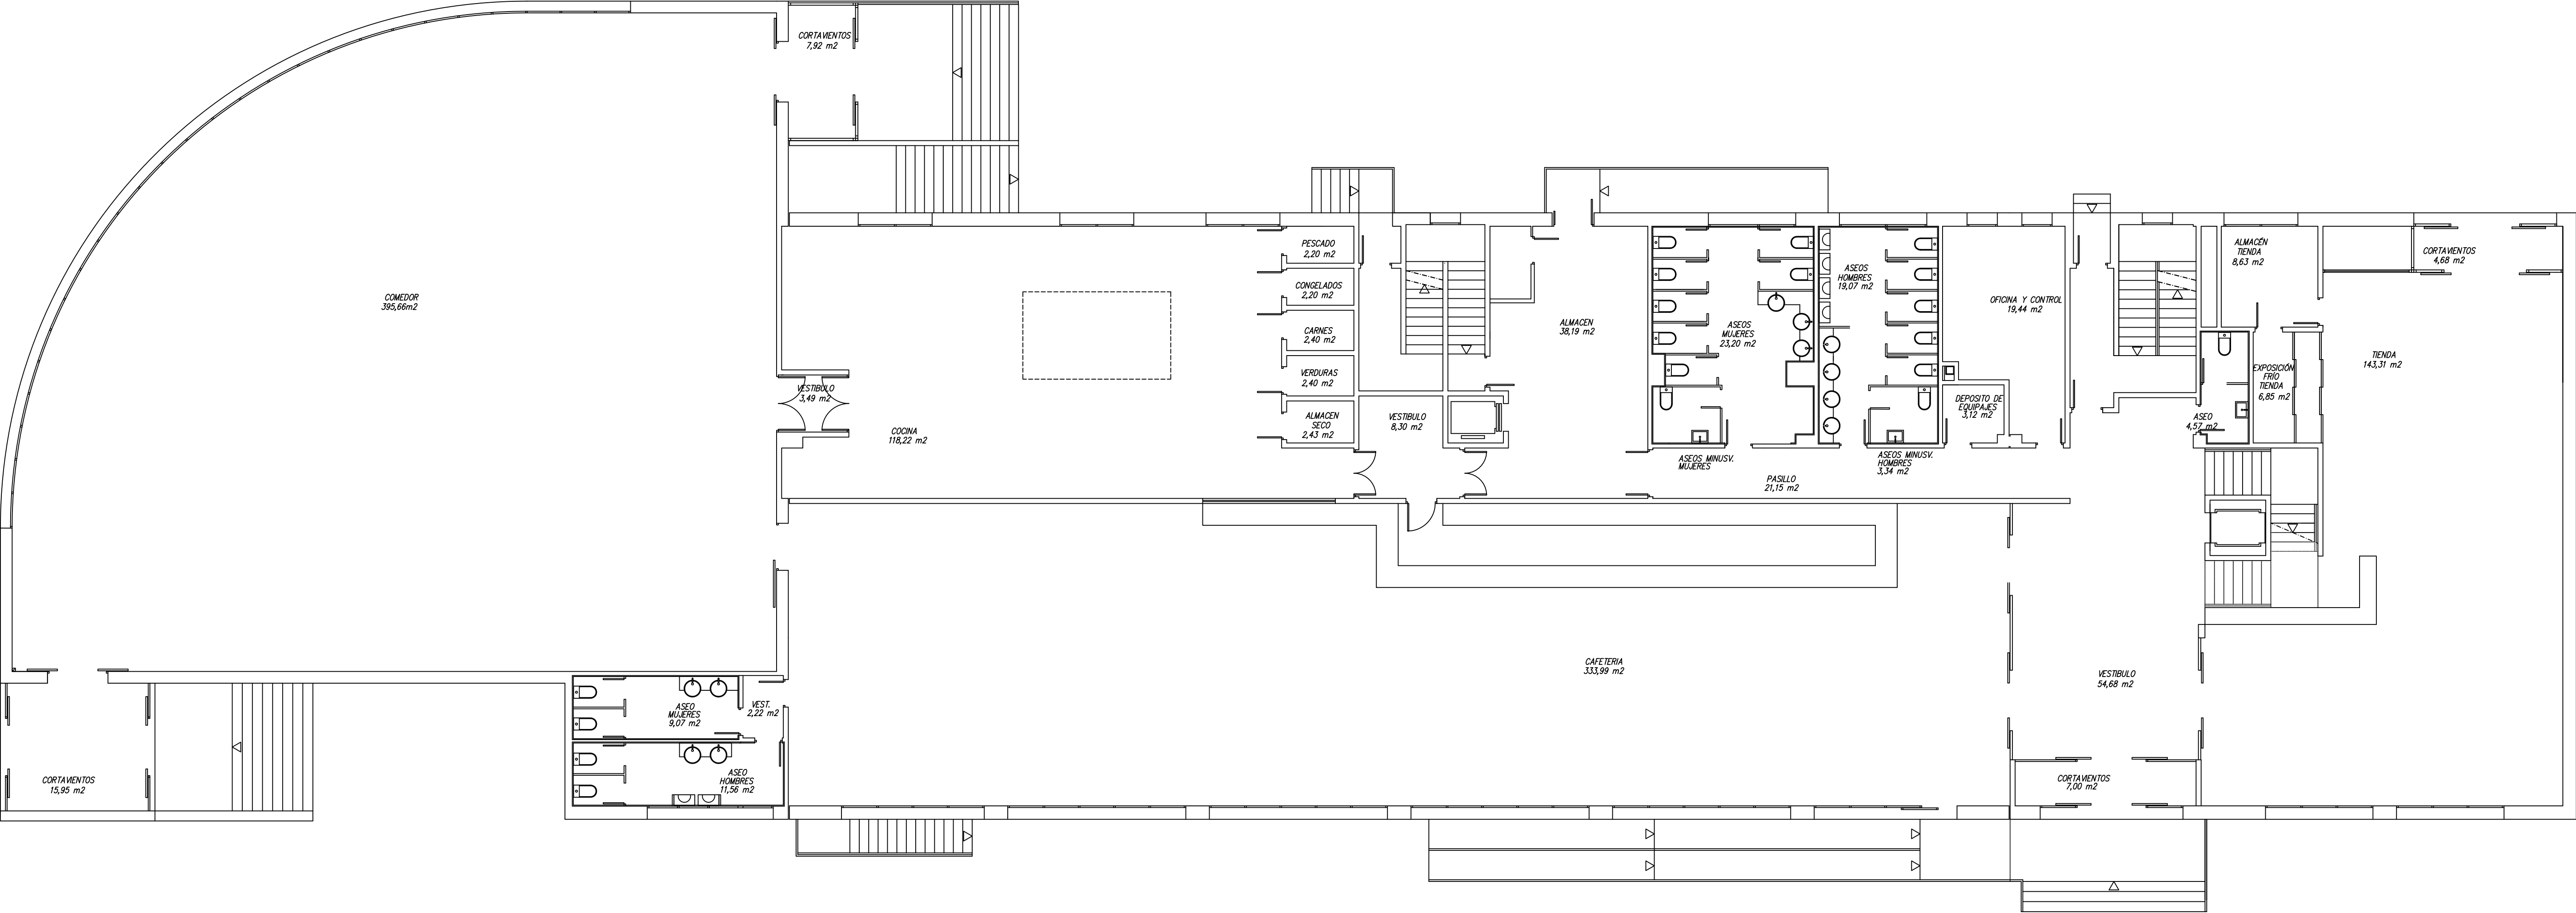 CORTAVIENTOS
7,92 m2
COMEDOR
395,66m2
PESCADO
2,20 m2
CONGELADOS
2,20 m2
CARNES
2,40 m2
VERDURAS
2,40 m2
ALMACEN
SECO
2,43 m2
VESTIBULO
3,49 m2
COCINA
118,22 m2
VESTIBULO
8,30 m2
ALMACEN
38,19 m2
ASEOS
MUJERES
23,20 m2
ASEOS
HOMBRES
19,07 m2
OFICINA Y CONTROL
19,44 m2
DEPOSITO DE
EQUIPAJES
3,12 m2
ASEOS MINUSV.
MUJERES
ASEOS MINUSV.
HOMBRES
3,34 m2
PASILLO
21,15 m2
ALMACÉN
TIENDA
8,63 m2
CORTAVIENTOS
4,68 m2
TIENDA
143,31 m2
EXPOSICIÓN
FRÍO
TIENDA
6,85 m2
ASEO
4,57 m2
CAFETERIA
333,99 m2
VESTIBULO
54,68 m2
CORTAVIENTOS
7,00 m2
ASEO
MUJERES
9,07 m2
VEST.
2,22 m2
ASEO
HOMBRES
11,56 m2
CORTAVIENTOS
15,95 m2